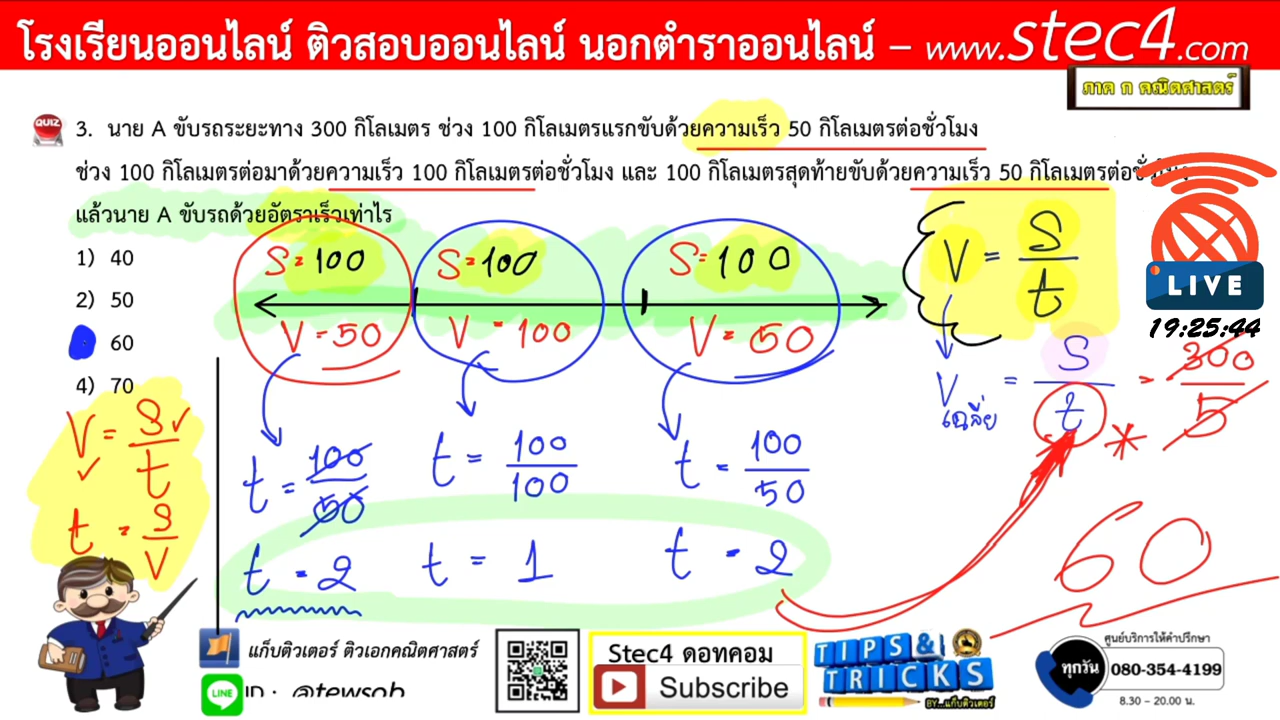 โรงเรียนออนไลน์ ติวสอบออนไลน์ นอกตำราออนไลน์ – www.stec4.com
ภาค ก คณิตศาสตร์
QUIZ
3. นาย A ขับรถระยะทาง 300 กิโลเมตร ช่วง 100 กิโลเมตรแรกขับด้วยความเร็ว 50 กิโลเมตรต่อชั่วโมง
ช่วง 100 กิโลเมตรต่อมาด้วยความเร็ว 100 กิโลเมตรต่อชั่วโมง และ 100 กิโลเมตรสุดท้ายขับด้วยความเร็ว 50 กิโลเมตรต่อชั่วโมง
แล้วนาย A ขับรถด้วยอัตราเร็วเท่าไร
1) 40
2) 50
60
4) 70
S = 100 S = 100 S = 100
V = 50 V = 100 V = 50
V = S/t
LIVE
19:25:44
V เฉลี่ย = S/t = 300/5
*
V = S/t
t = S/V
t = 100/50 t = 100/100 t = 100/50
t = 2 t = 1 t = 2
60
แก๊บติวเตอร์ ติวเอกคณิตศาสตร์
LINE ID : @tewsob
Stec4 ดอทคอม
Subscribe
TIPS & TRICKS
BY...แก๊บติวเตอร์
ศูนย์บริการให้คำปรึกษา
ทุกวัน 080-354-4199
8.30 - 20.00 น.